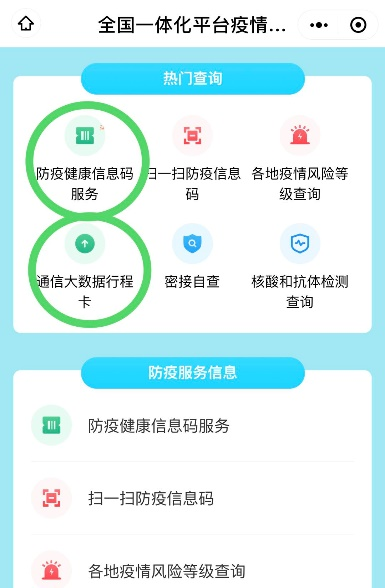 全国一体化平台疫情...
热门查询
防疫健康信息码
服务
扫一扫防疫信息
码
各地疫情风险等
级查询
通信大数据行程
卡
密接自查
核酸和抗体检测
查询
防疫服务信息
防疫健康信息码服务
扫一扫防疫信息码
各地疫情风险等级查询